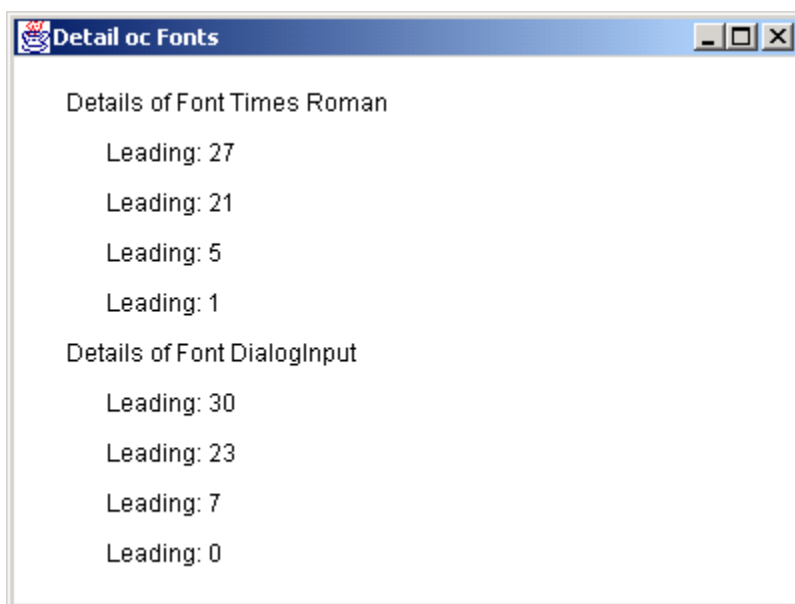 Detail oc Fonts
Details of Font Times Roman
Leading: 27
Leading: 21
Leading: 5
Leading: 1
Details of Font DialogInput
Leading: 30
Leading: 23
Leading: 7
Leading: 0